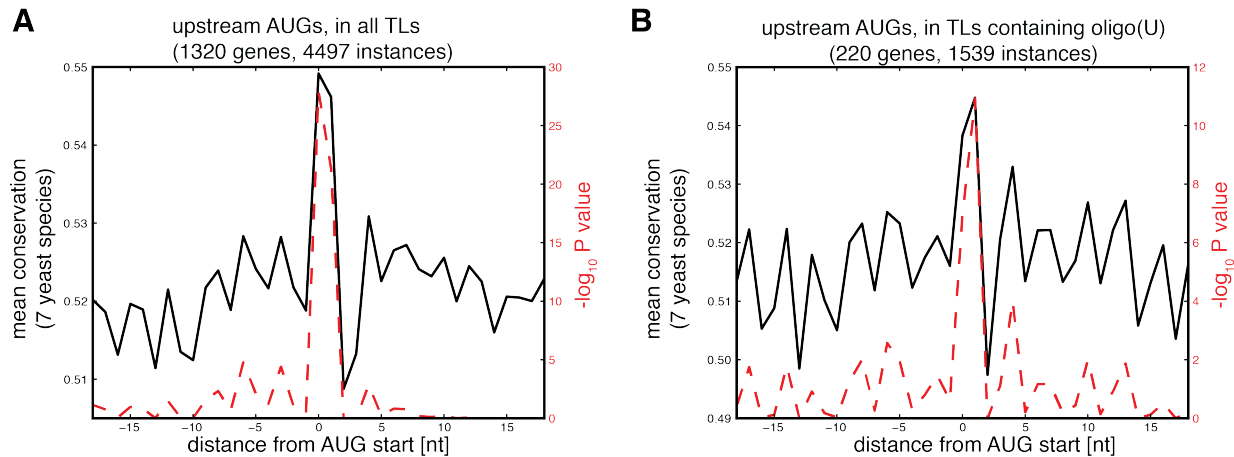 A
upstream AUGs, in all TLs
(1320 genes, 4497 instances)
0.55
0.54
0.53
0.52
0.51
30
25
20
15
10
5
0
−15
−10
−5
0
5
10
15
mean conservation
(7 yeast species)
-log10 P value
distance from AUG start [nt]
B
upstream AUGs, in TLs containing oligo(U)
(220 genes, 1539 instances)
0.55
0.54
0.53
0.52
0.51
0.50
0.49
12
10
8
6
4
2
0
−15
−10
−5
0
5
10
15
mean conservation
(7 yeast species)
-log10 P value
distance from AUG start [nt]